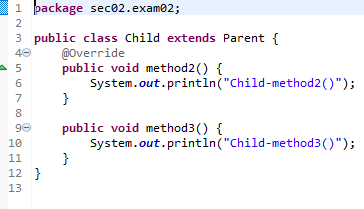 1 package sec02.exam02;
2
3 public class Child extends Parent {
4 @Override
5 public void method2() {
6 System.out.println("Child-method2()");
7 }
8
9 public void method3() {
10 System.out.println("Child-method3()");
11 }
12 }
13